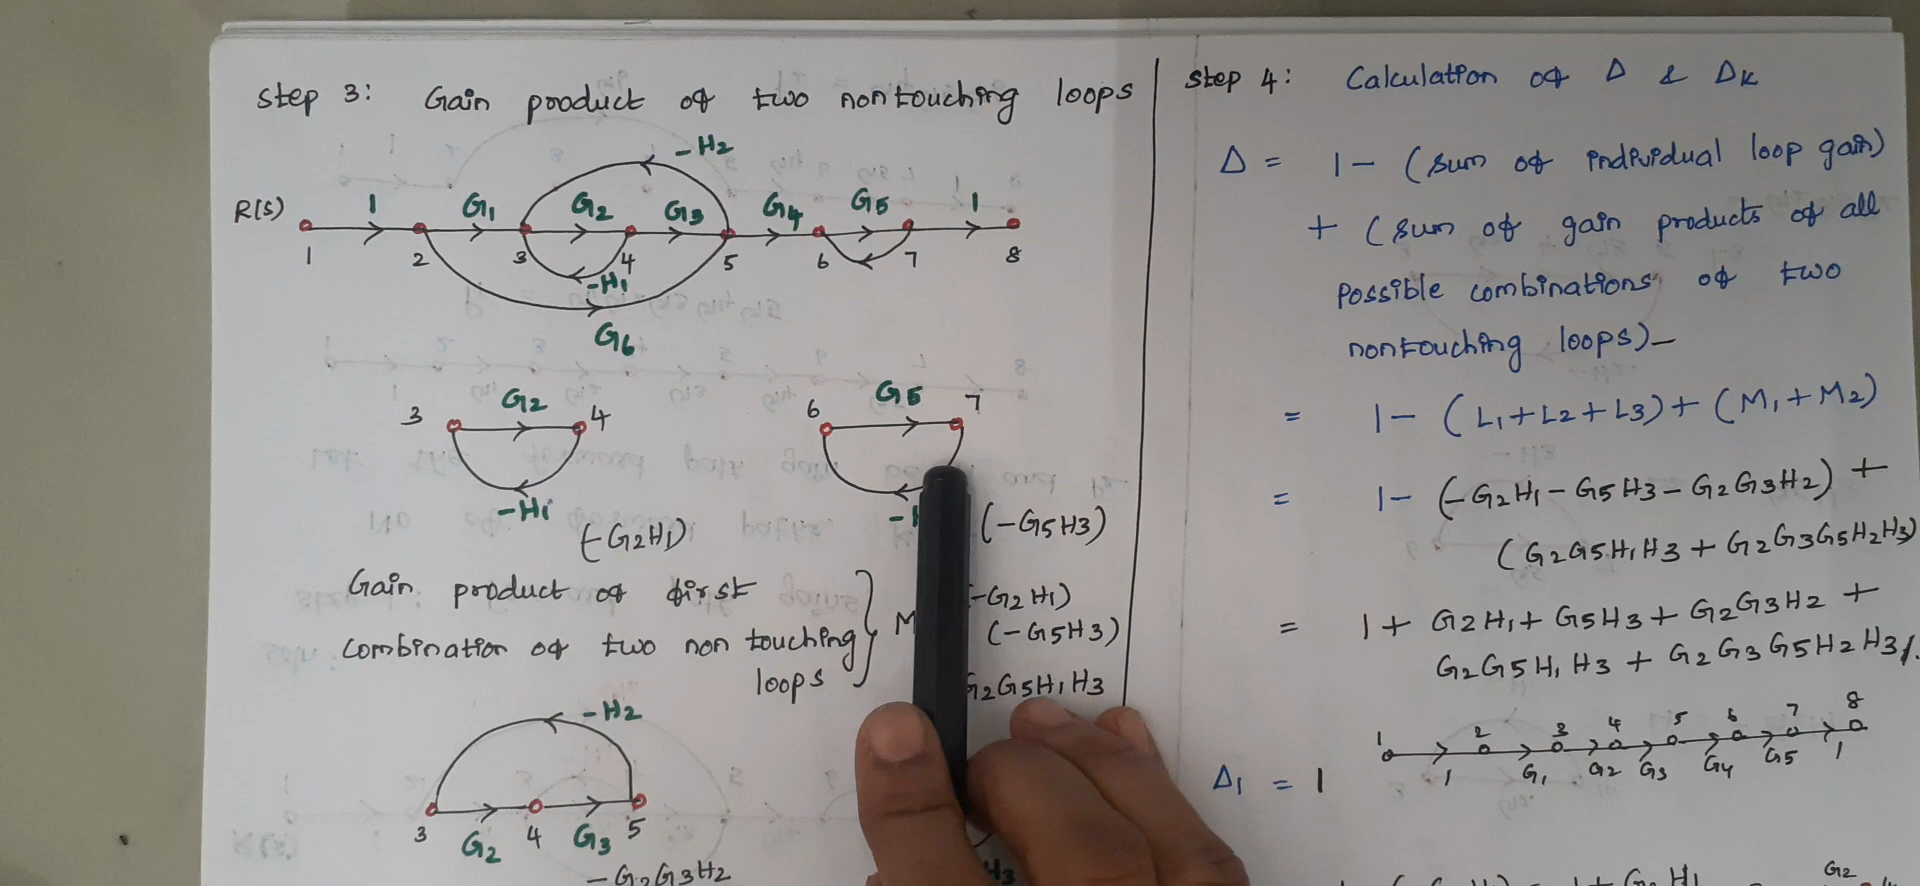 Step 3: Gain product of two nontouching loops
-H2
R(s) 1 G1 G2 G3 G4 G5 1
1 2 3 4 5 6 7 8
-H1
G6
3 G2 4
-H1
(-G2H1)
6 G5 7
(-G5H3)
Gain product of first
combination of two non touching
loops
(-G2H1)
(-G5H3)
G2G5H1H3
-H2
3 G2 4 G3 5
-G2G3H2
H3
Step 4: Calculation of Δ & ΔK
Δ = 1- (sum of individual loop gain)
+ (sum of gain products of all
possible combinations of two
nontouching loops)-
= 1- (L1+L2+L3)+(M1+M2)
= 1- (-G2H1-G5H3-G2G3H2) +
(G2G5H1H3 + G2G3G5H2H3)
= 1+ G2H1+G5H3+G2G3H2 +
G2G5H1H3 + G2G3G5H2H3/.
1 2 3 4 5 6 7 8
1 G1 G2 G3 G4 G5 1
Δ1 = 1
1+G2H1
G2